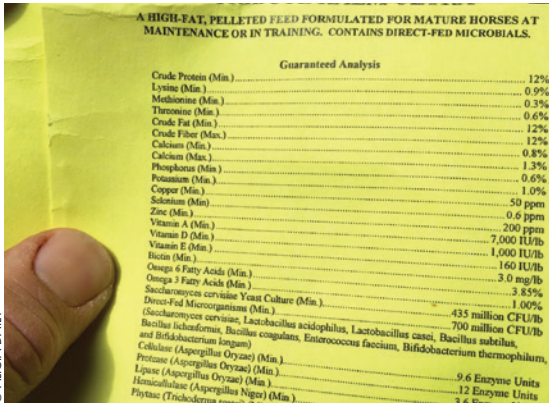 A HIGH-FAT, PELLETED FEED FORMULATED FOR MATURE HORSES AT
MAINTENANCE OR IN TRAINING. CONTAINS DIRECT-FED MICROBIALS.
Guaranteed Analysis
Crude Protein (Min.)........ 12%
Lysine (Min.)........ 0.9%
Methionine (Min.)........ 0.3%
Threonine (Min.)........ 0.6%
Crude Fat (Min.)........ 12%
Crude Fiber (Max.)........ 12%
Calcium (Min.)........ 0.8%
Calcium (Max.)........ 1.3%
Phosphorus (Min.)........ 0.6%
Potassium (Min.)........ 1.0%
Copper (Min.)........ 50 ppm
Selenium (Min)........ 0.6 ppm
Zinc (Min.)........ 200 ppm
Vitamin A (Min.)........ 7,000 IU/lb
Vitamin D (Min.)........ 1,000 IU/lb
Vitamin E (Min.)........ 160 IU/lb
Biotin (Min.)........ 3.0 mg/lb
Omega 6 Fatty Acids (Min.)........ 3.85%
Omega 3 Fatty Acids (Min.)........ 1.00%
Saccharomyces cervisiae Yeast Culture (Min.)........ 435 million CFU/lb
Direct-Fed Microorganisms (Min.)........ 700 million CFU/lb
(Saccharomyces cervisiae, Lactobacillus acidophilus, Lactobacillus casei, Bacillus subtilus,
Bacillus licheniformis, Bacillus coagulans, Enterococcus faecium, Bifidobacterium thermophilum,
and Bifidobacterium longum)
Cellulase (Aspergillus Oryzae) (Min.)........ 9.6 Enzyme Units
Protease (Aspergillus Oryzae) (Min.)........ .12 Enzyme Units
Lipase (Aspergillus Oryzae) (Min.)........ 3.6
Hemicullulase (Aspergillus Niger) (Min.)
Phytase (Trichoderma